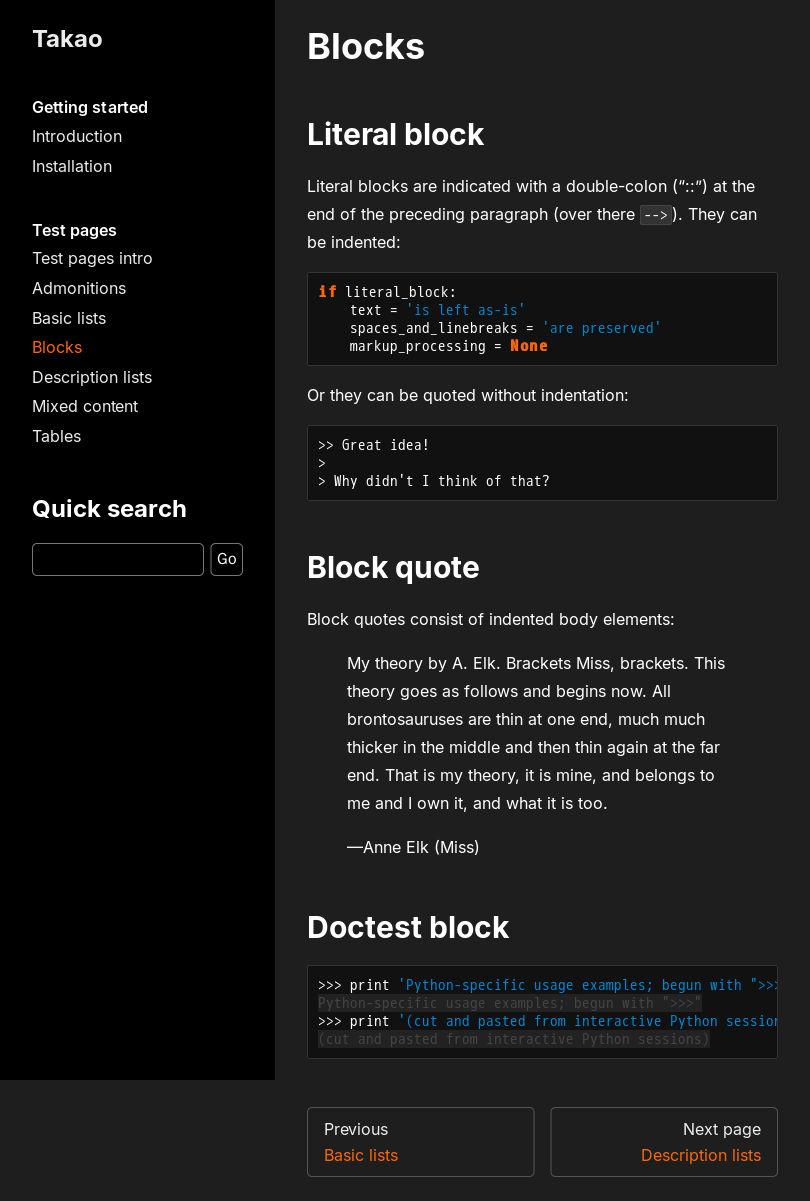 Takao
Getting started
Introduction
Installation
Test pages
Test pages intro
Admonitions
Basic lists
Blocks
Description lists
Mixed content
Tables
Quick search
Go
Blocks
Literal block
Literal blocks are indicated with a double-colon (“::”) at the
end of the preceding paragraph (over there -->). They can
be indented:
if literal_block:
    text = 'is left as-is'
    spaces_and_linebreaks = 'are preserved'
    markup_processing = None
Or they can be quoted without indentation:
>> Great idea!
>
> Why didn't I think of that?
Block quote
Block quotes consist of indented body elements:
My theory by A. Elk. Brackets Miss, brackets. This
theory goes as follows and begins now. All
brontosauruses are thin at one end, much much
thicker in the middle and then thin again at the far
end. That is my theory, it is mine, and belongs to
me and I own it, and what it is too.
—Anne Elk (Miss)
Doctest block
>>> print 'Python-specific usage examples; begun with ">>>
Python-specific usage examples; begun with ">>>"
>>> print '(cut and pasted from interactive Python session
(cut and pasted from interactive Python sessions)
Previous
Basic lists
Next page
Description lists